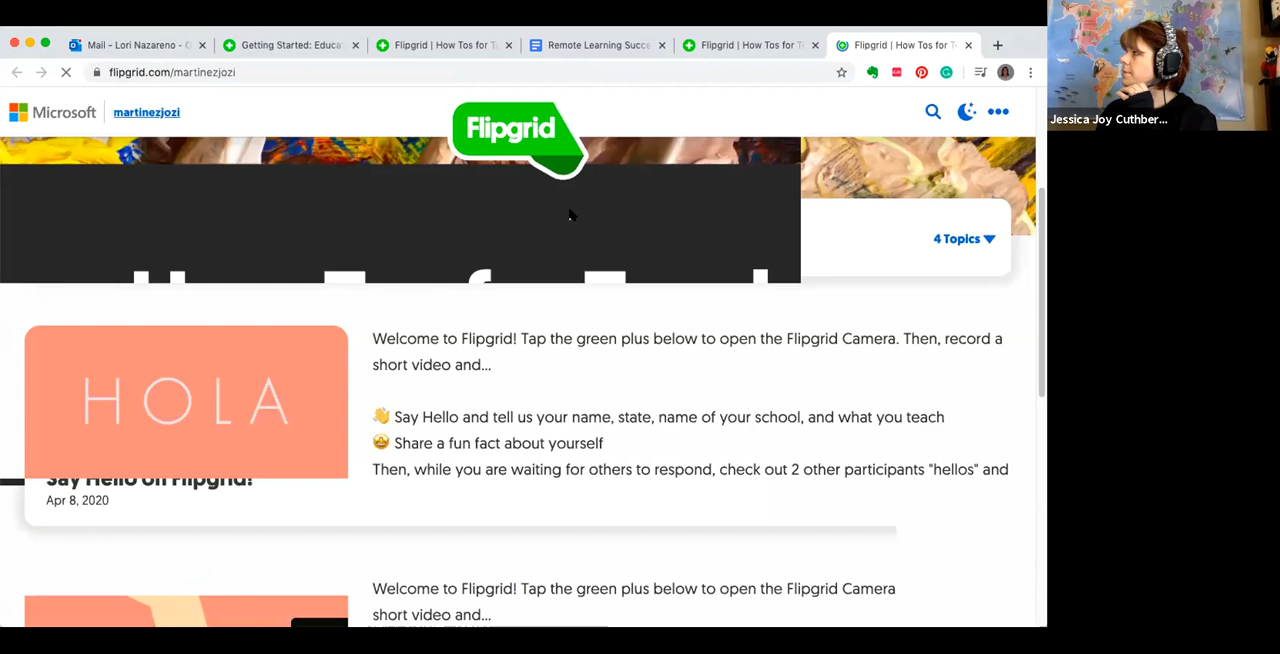 Mail - Lori Nazareno - O
Getting Started: Educa
Flipgrid | How Tos for T
Remote Learning Succe
Flipgrid | How Tos for T
Flipgrid | How Tos for T
flipgrid.com/martinezjozi
Microsoft
martinezjozi
Flipgrid
4 Topics
HOLA
Say Hello on Flipgrid!
Apr 8, 2020
Welcome to Flipgrid! Tap the green plus below to open the Flipgrid Camera. Then, record a
short video and...
👋 Say Hello and tell us your name, state, name of your school, and what you teach
🤩 Share a fun fact about yourself
Then, while you are waiting for others to respond, check out 2 other participants "hellos" and
Welcome to Flipgrid! Tap the green plus below to open the Flipgrid Camera
short video and...
Jessica Joy Cuthber...